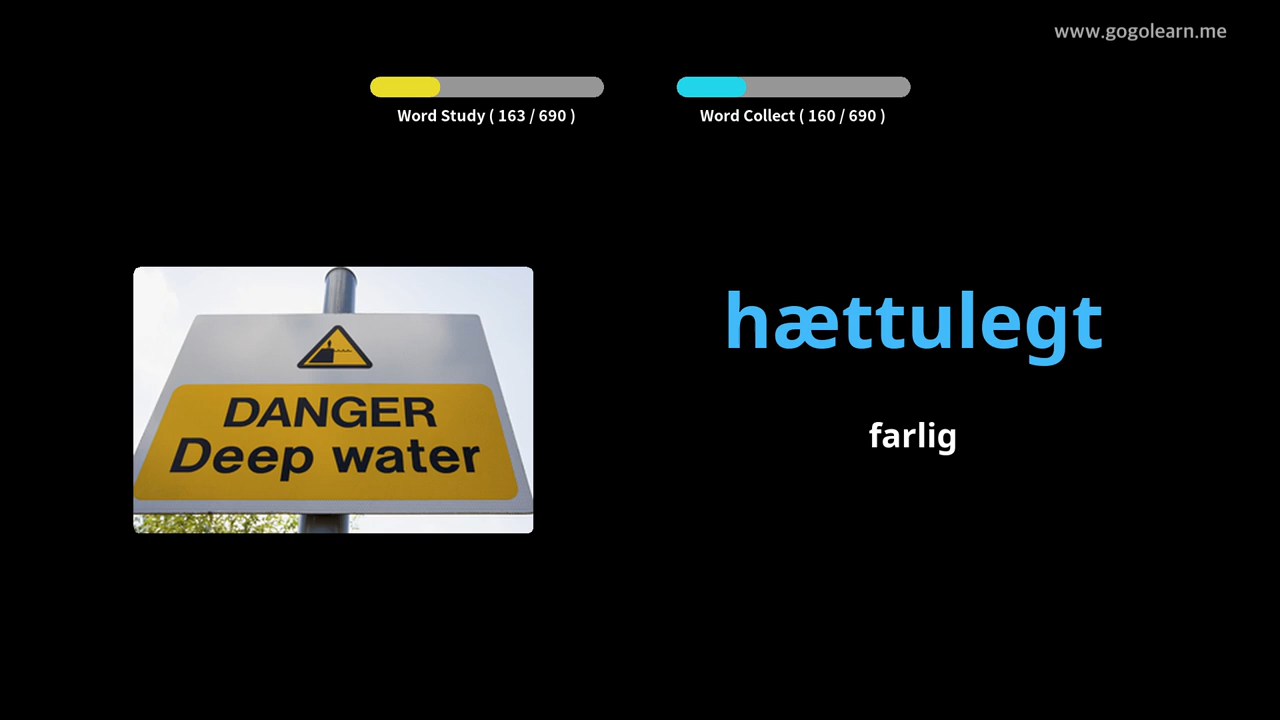 www.gogolearn.me
Word Study ( 163 / 690 )
Word Collect ( 160 / 690 )
hættulegt
farlig
DANGER
Deep water